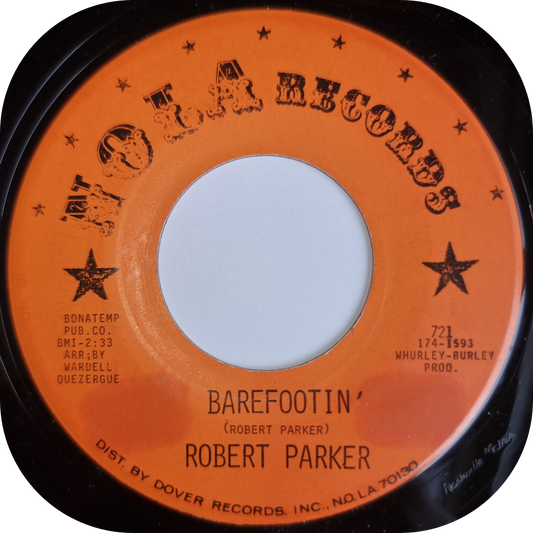 NOLA RECORDS
BONATEMP
PUB.CO.
BMI-2:33
ARR;BY
WARDELL
QUEZERGUE
721
174-1593
WHURLEY-BURLEY
PROD.
BAREFOOTIN'
(ROBERT PARKER)
ROBERT PARKER
DIST. BY DOVER RECORDS, INC., N.O. LA. 70130